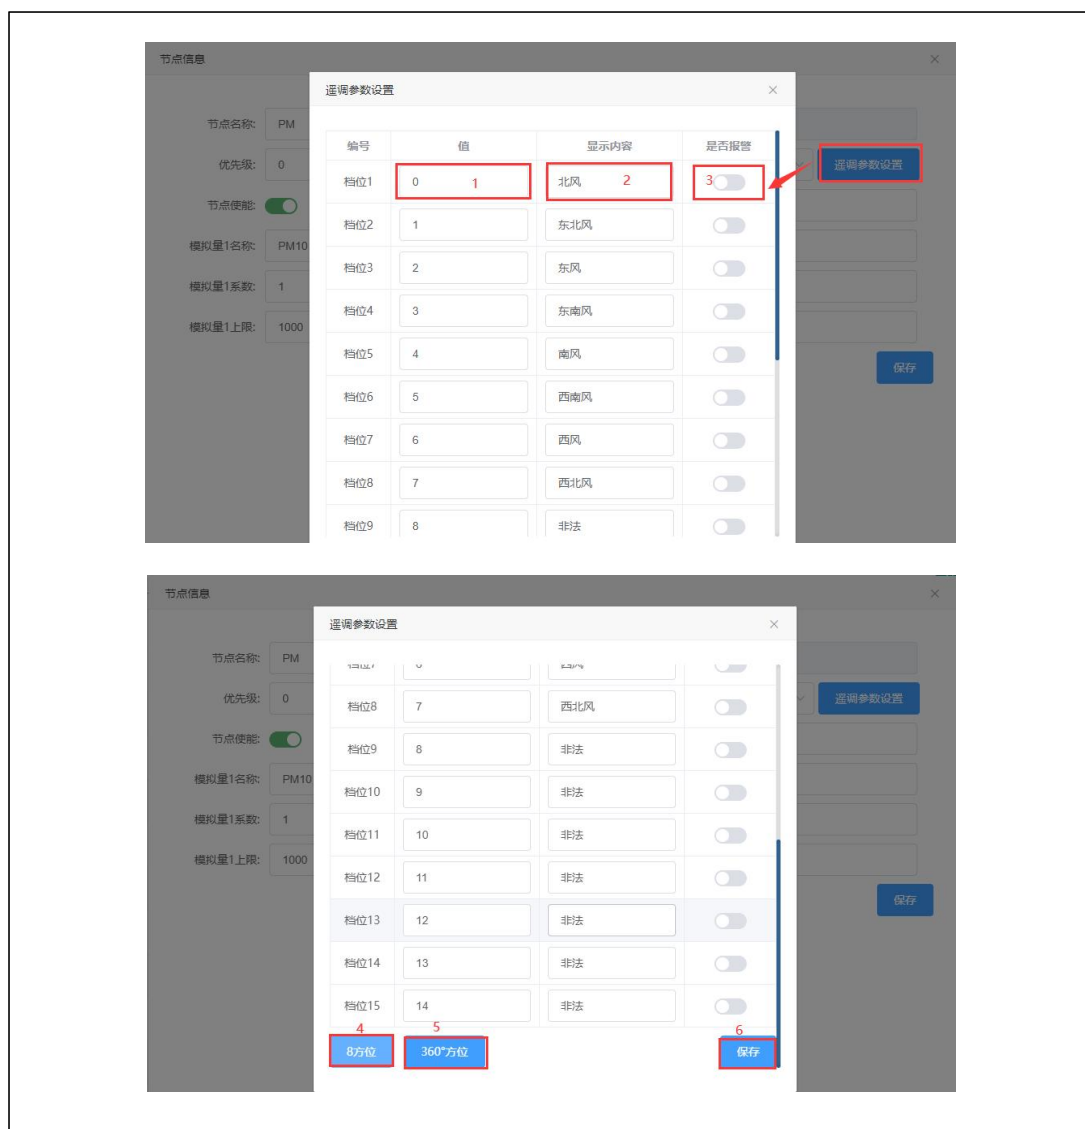 节点信息
遥调参数设置
节点名称: PM
编号 值 显示内容 是否报警
优先级: 0 遥调参数设置
档位1 0 1 北风 2 3
节点使能:
档位2 1 东北风
模拟量1名称: PM10
档位3 2 东风
模拟量1系数: 1
档位4 3 东南风
模拟量1上限: 1000
档位5 4 南风
保存
档位6 5 西南风
档位7 6 西风
档位8 7 西北风
档位9 8 非法
节点信息
遥调参数设置
节点名称: PM
档位7 6 西风
优先级: 0 遥调参数设置
档位8 7 西北风
节点使能:
档位9 8 非法
模拟量1名称: PM10
档位10 9 非法
模拟量1系数: 1
档位11 10 非法
模拟量1上限: 1000
档位12 11 非法
保存
档位13 12 非法
档位14 13 非法
档位15 14 非法
4 5 6
8方位 360°方位 保存